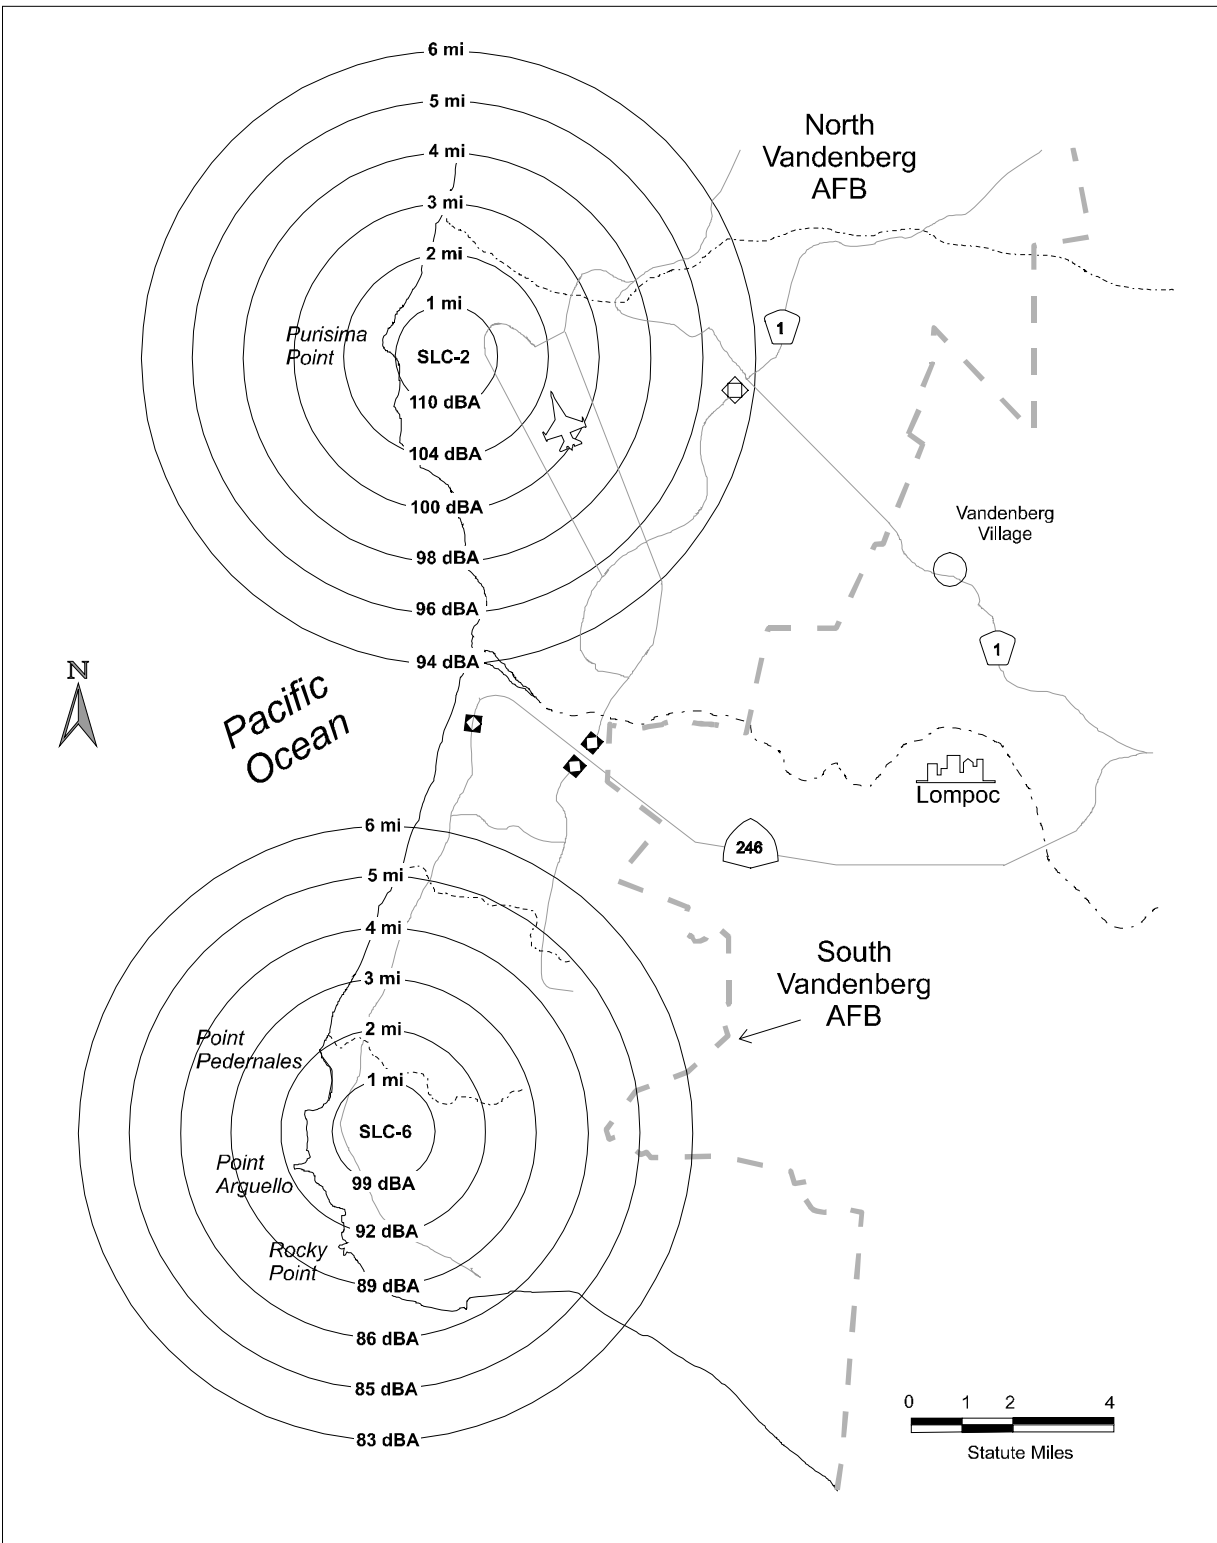 6 mi
5 mi
4 mi
3 mi
2 mi
1 mi
SLC-2
110 dBA
104 dBA
100 dBA
98 dBA
96 dBA
94 dBA
Purisima
Point
North
Vandenberg
AFB
1
Vandenberg
Village
1
N
Pacific
Ocean
Lompoc
246
6 mi
5 mi
4 mi
3 mi
2 mi
1 mi
SLC-6
99 dBA
92 dBA
89 dBA
86 dBA
85 dBA
83 dBA
Point
Pedernales
Point
Arguello
Rocky
Point
South
Vandenberg
AFB
0 1 2 4
Statute Miles